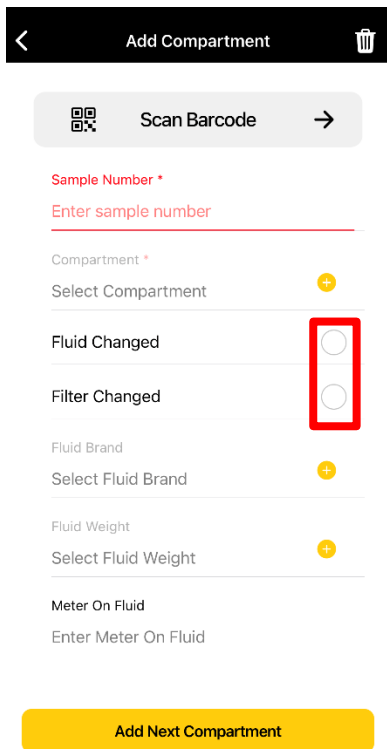 Add Compartment
Scan Barcode
Sample Number *
Enter sample number
Compartment *
Select Compartment
Fluid Changed
Filter Changed
Fluid Brand
Select Fluid Brand
Fluid Weight
Select Fluid Weight
Meter On Fluid
Enter Meter On Fluid
Add Next Compartment